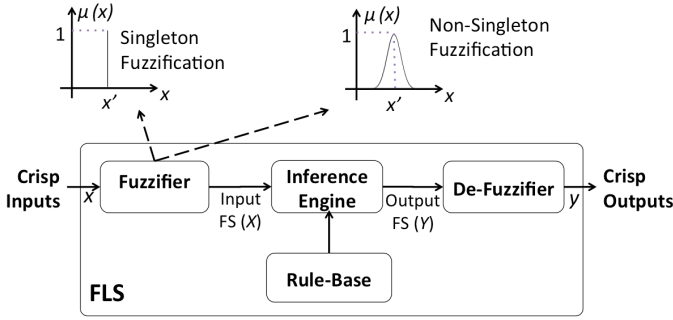 μ (x)
1
Singleton
Fuzzification
x'
x
μ (x)
1
Non-Singleton
Fuzzification
x'
x
Crisp
Inputs
x
Fuzzifier
Input
FS (X)
Inference
Engine
Output
FS (Y)
De-Fuzzifier
y
Crisp
Outputs
Rule-Base
FLS